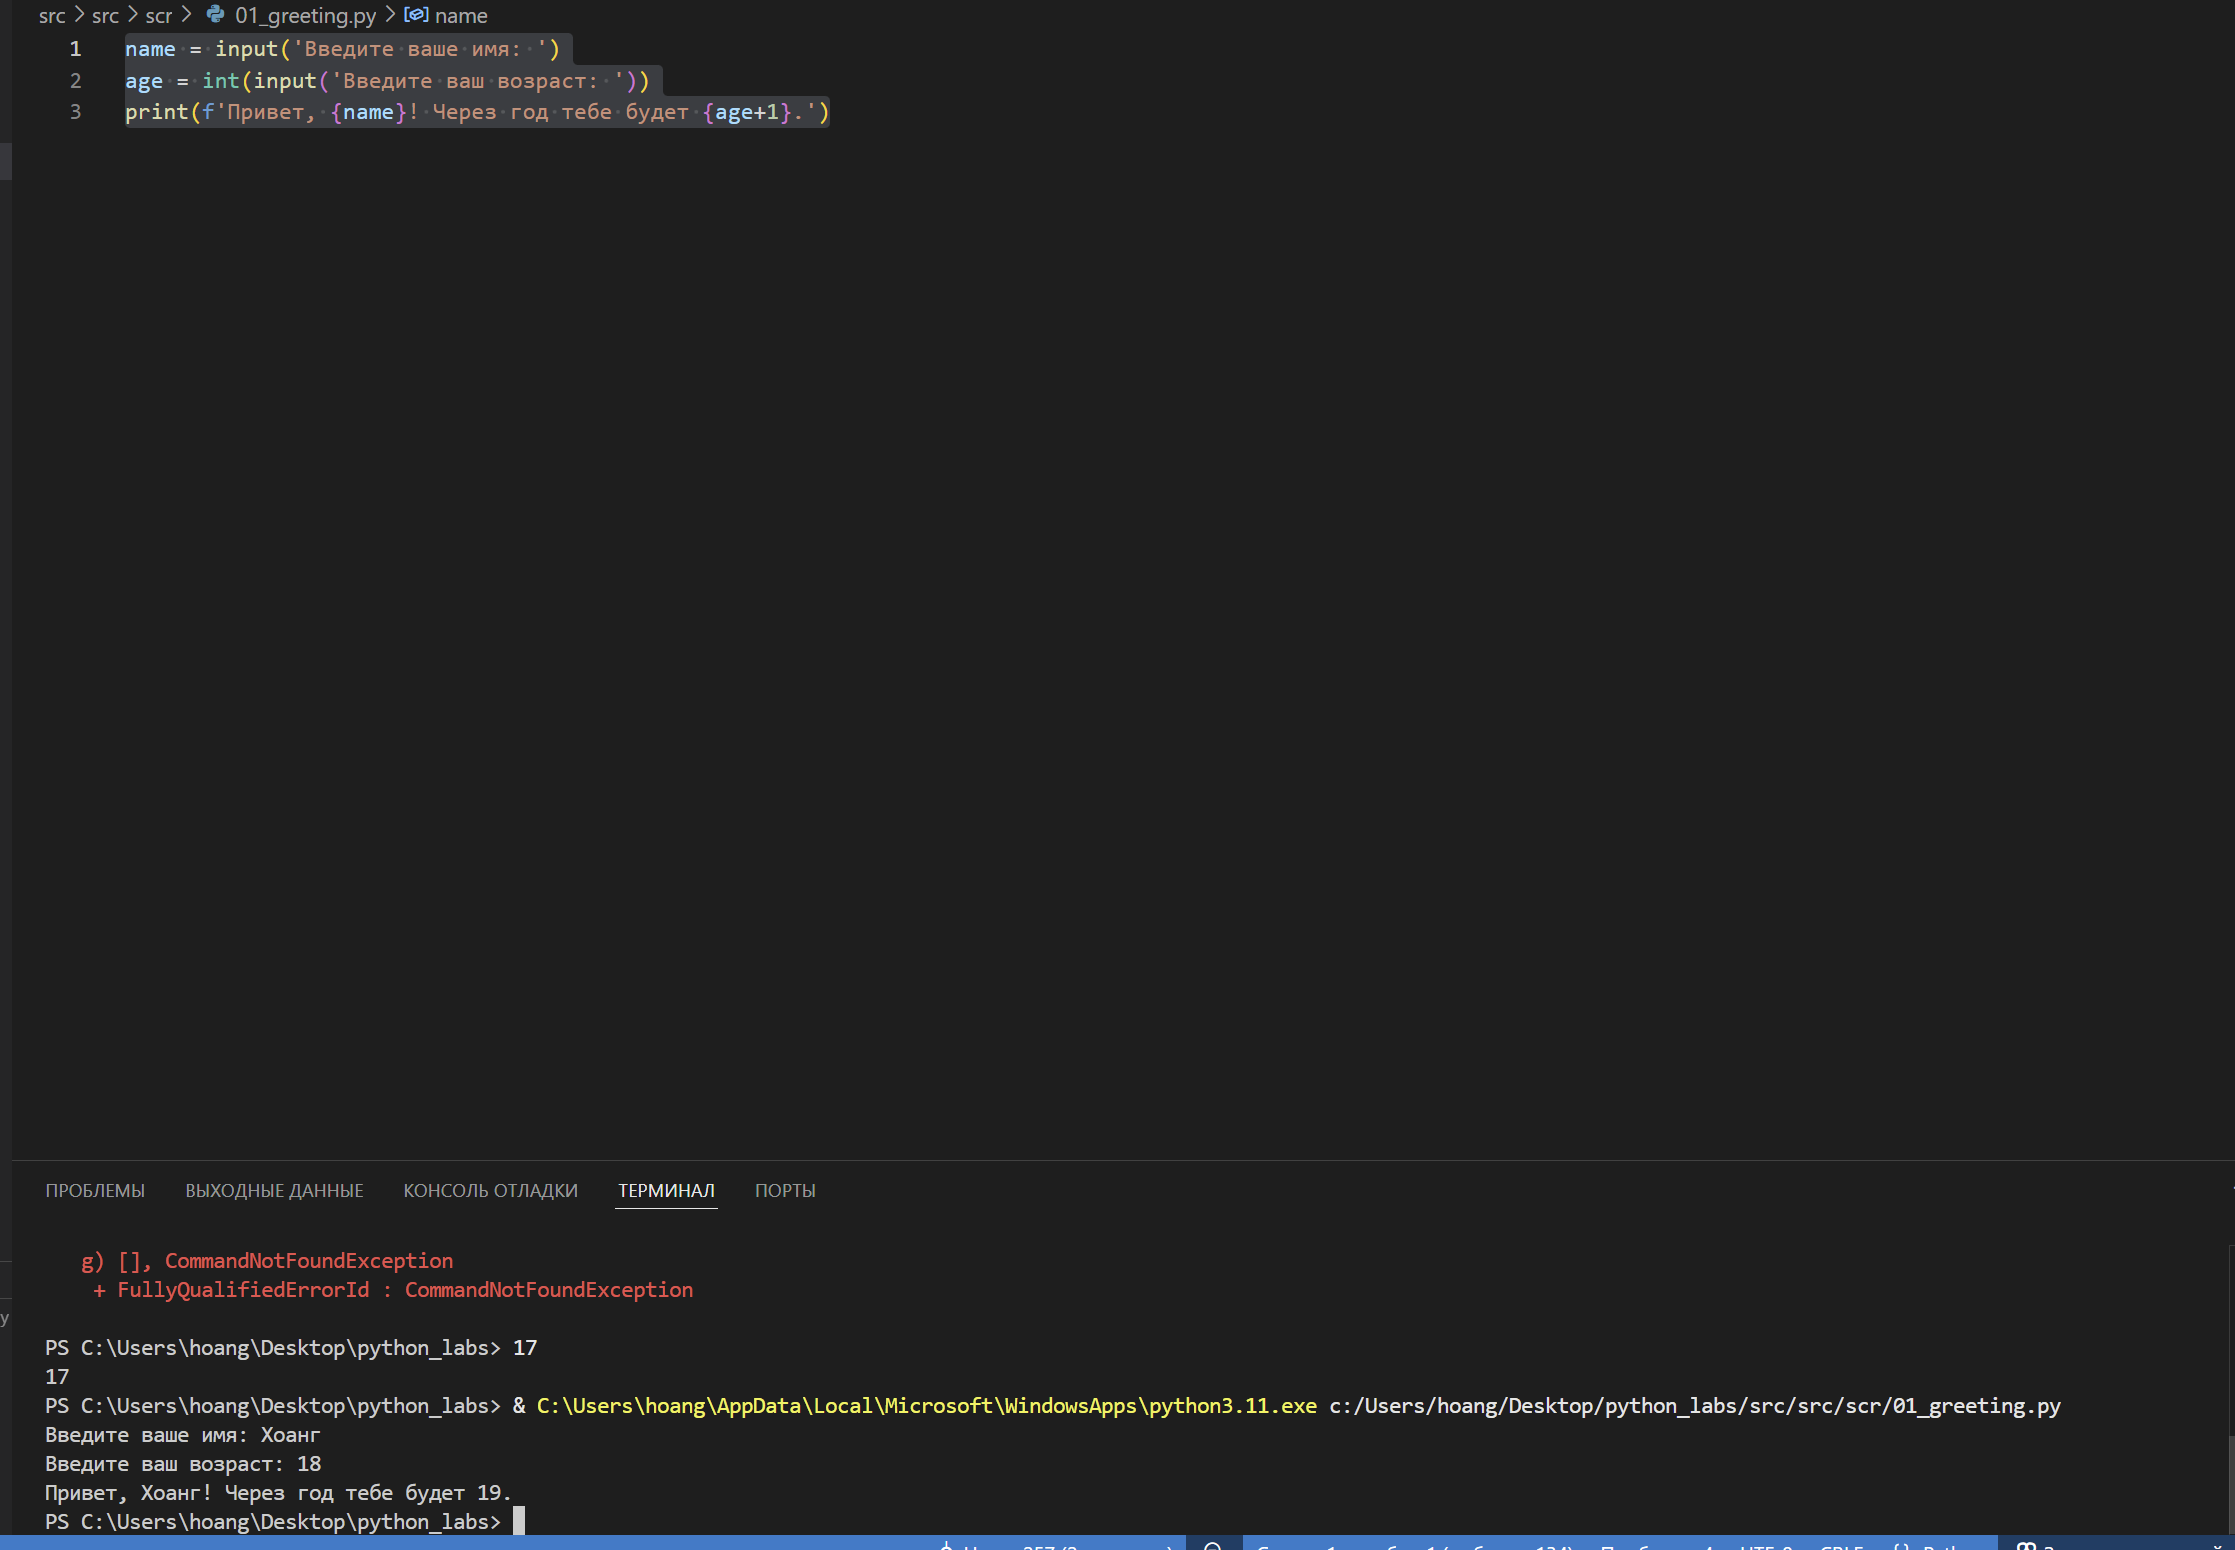 src > src > scr > 01_greeting.py > name
1 name = input('Введите ваше имя: ')
2 age = int(input('Введите ваш возраст: '))
3 print(f'Привет, {name}! Через год тебе будет {age+1}.')
ПРОБЛЕМЫ ВЫХОДНЫЕ ДАННЫЕ КОНСОЛЬ ОТЛАДКИ ТЕРМИНАЛ ПОРТЫ
g) [], CommandNotFoundException
+ FullyQualifiedErrorId : CommandNotFoundException
y
PS C:\Users\hoang\Desktop\python_labs> 17
17
PS C:\Users\hoang\Desktop\python_labs> & C:\Users\hoang\AppData\Local\Microsoft\WindowsApps\python3.11.exe c:/Users/hoang/Desktop/python_labs/src/src/scr/01_greeting.py
Введите ваше имя: Хоанг
Введите ваш возраст: 18
Привет, Хоанг! Через год тебе будет 19.
PS C:\Users\hoang\Desktop\python_labs>